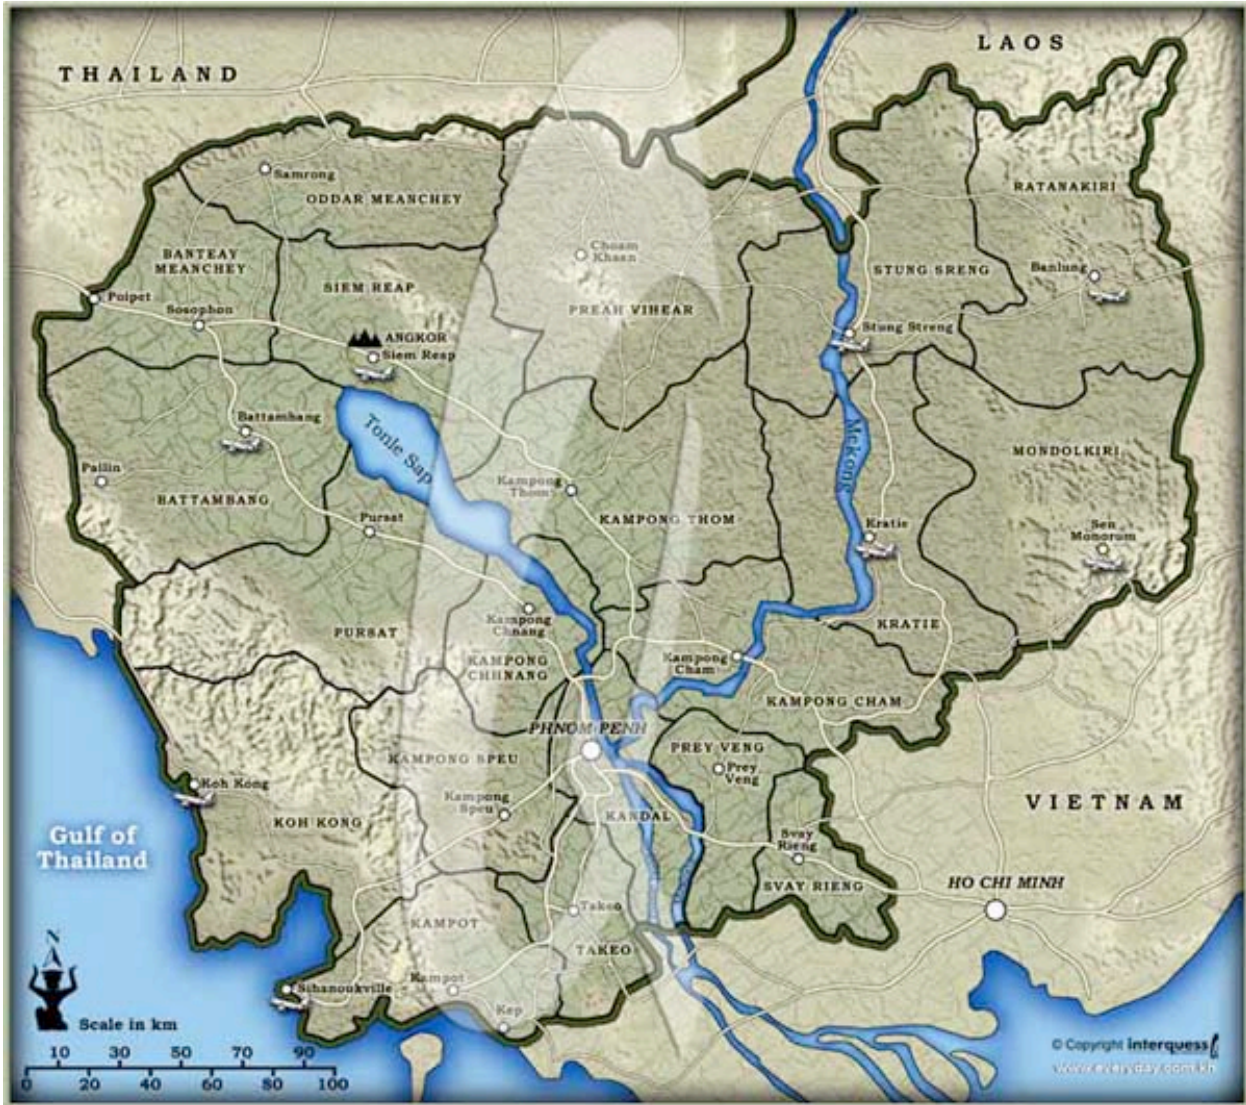 LAOS
THAILAND
Samrong
ODDAR MEANCHEY
RATANAKIRI
BANTEAY
MEANCHEY
Choam
Khsan
STUNG SRENG
Banlung
Poipet
SIEM REAP
Sosophon
PREAH VIHEAR
ANGKOR
Siem Reap
Stung Streng
Battambang
Tonle Sap
Mekong
MONDOLKIRI
Pailin
BATTAMBANG
Kampong
Thom
Pursat
KAMPONG THOM
Kratie
Sen
Monorum
Kampong
Chnang
PURSAT
KRATIE
KAMPONG
CHHNANG
Kampong
Cham
KAMPONG CHAM
PHNOM PENH
PREY VENG
KAMPONG SPEU
Prey
Veng
Koh Kong
Kampong
Speu
VIETNAM
KOH KONG
KANDAL
Gulf of
Thailand
Svay
Rieng
SVAY RIENG
HO CHI MINH
Takeo
KAMPOT
N
TAKEO
Sihanoukville
Kampot
Kep
Scale in km
10 30 50 70 90
0 20 40 60 80 100
© Copyright interquess
www.everyday.com.kh